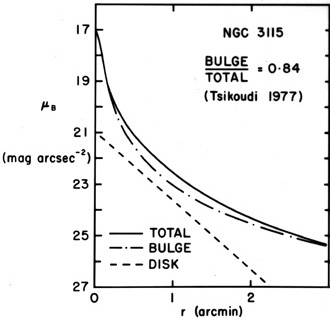 NGC 3115
BULGE
TOTAL = 0·84
(Tsikoudi 1977)
17
19
μB
21
(mag arcsec⁻²)
23
25
27
TOTAL
BULGE
DISK
0 1 2
r (arcmin)